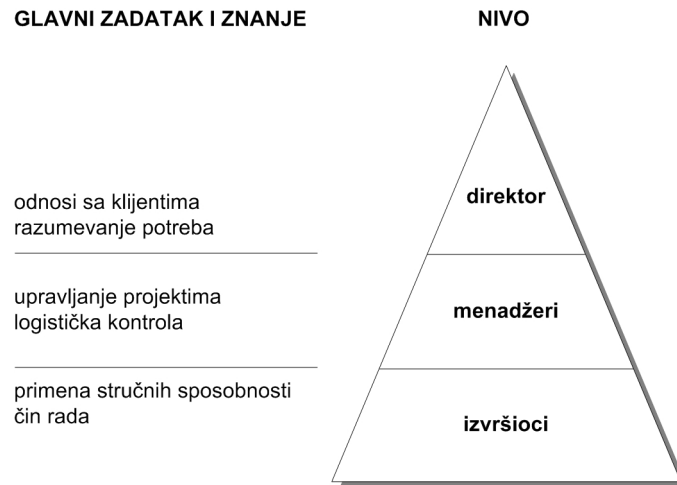 GLAVNI ZADATAK I ZNANJE
NIVO
odnosi sa klijentima
razumevanje potreba
direktor
upravljanje projektima
logistička kontrola
menadžeri
primena stručnih sposobnosti
čin rada
izvršioci